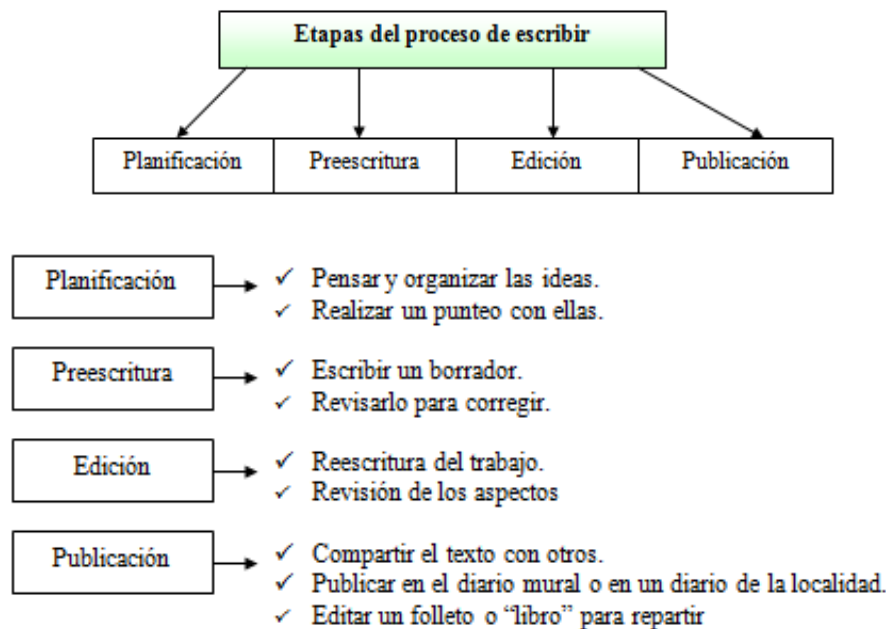 Etapas del proceso de escribir
Planificación Preescritura Edición Publicación
Planificación
✓ Pensar y organizar las ideas.
✓ Realizar un punteo con ellas.
Preescritura
✓ Escribir un borrador.
✓ Revisarlo para corregir.
Edición
✓ Reescritura del trabajo.
✓ Revisión de los aspectos
Publicación
✓ Compartir el texto con otros.
✓ Publicar en el diario mural o en un diario de la localidad.
✓ Editar un folleto o “libro” para repartir